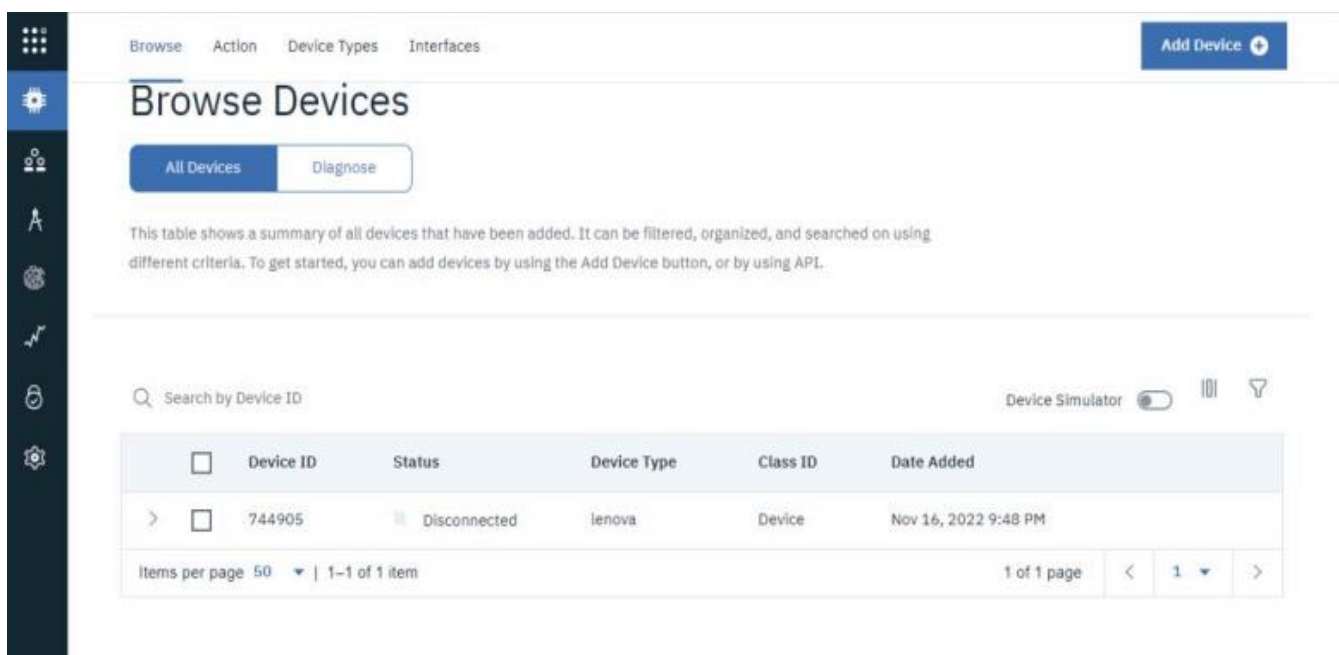 Browse Action Device Types Interfaces Add Device
Browse Devices
All Devices Diagnose
This table shows a summary of all devices that have been added. It can be filtered, organized, and searched on using
different criteria. To get started, you can add devices by using the Add Device button, or by using API.
Search by Device ID Device Simulator
Device ID Status Device Type Class ID Date Added
744905 Disconnected lenova Device Nov 16, 2022 9:48 PM
Items per page 50 | 1–1 of 1 item 1 of 1 page 1